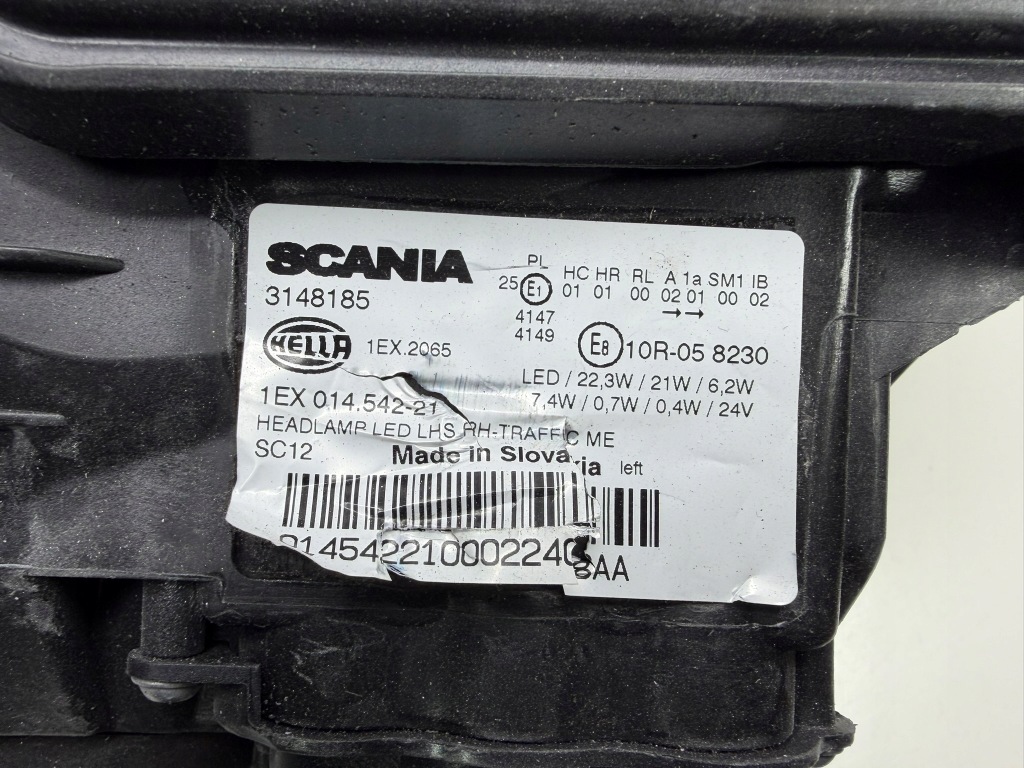 SCANIA
3148185
HELLA
1EX.2065
1EX 014.542-21
HEADLAMP LED LHS RH-TRAFFIC ME
SC12
Made in Slovakia left
PL
25 E1
4147
4149
HC HR RL A 1a SM1 IB
01 01 00 02 01 00 02
→ →
E8 10R-05 8230
LED / 22,3W / 21W / 6,2W
7,4W / 0,7W / 0,4W / 24V
AA